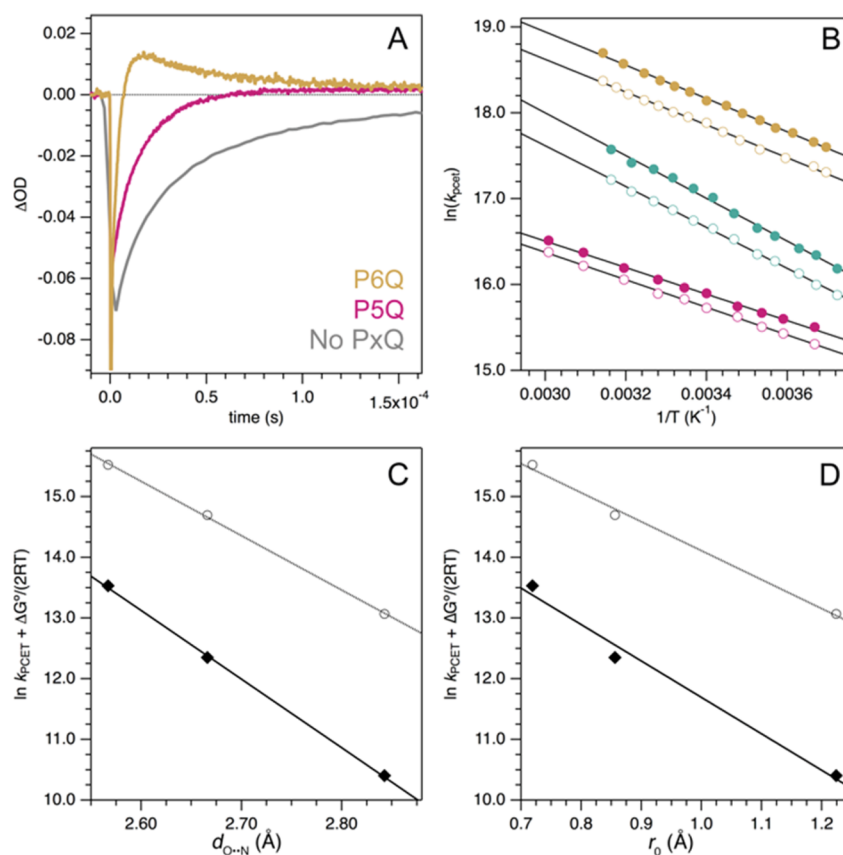 A
0.02
0.00
-0.02
-0.04
-0.06
-0.08
ΔOD
P6Q
P5Q
No PxQ
0.0
0.5
1.0
1.5x10⁻⁴
time (s)
B
19.0
18.0
17.0
16.0
15.0
ln(k_pcet)
0.0030
0.0032
0.0034
0.0036
1/T (K⁻¹)
C
15.0
14.0
13.0
12.0
11.0
10.0
ln k_PCET + ΔG°/(2RT)
2.60
2.70
2.80
d_O··N (Å)
D
15.0
14.0
13.0
12.0
11.0
10.0
ln k_PCET + ΔG°/(2RT)
0.7
0.8
0.9
1.0
1.1
1.2
r₀ (Å)